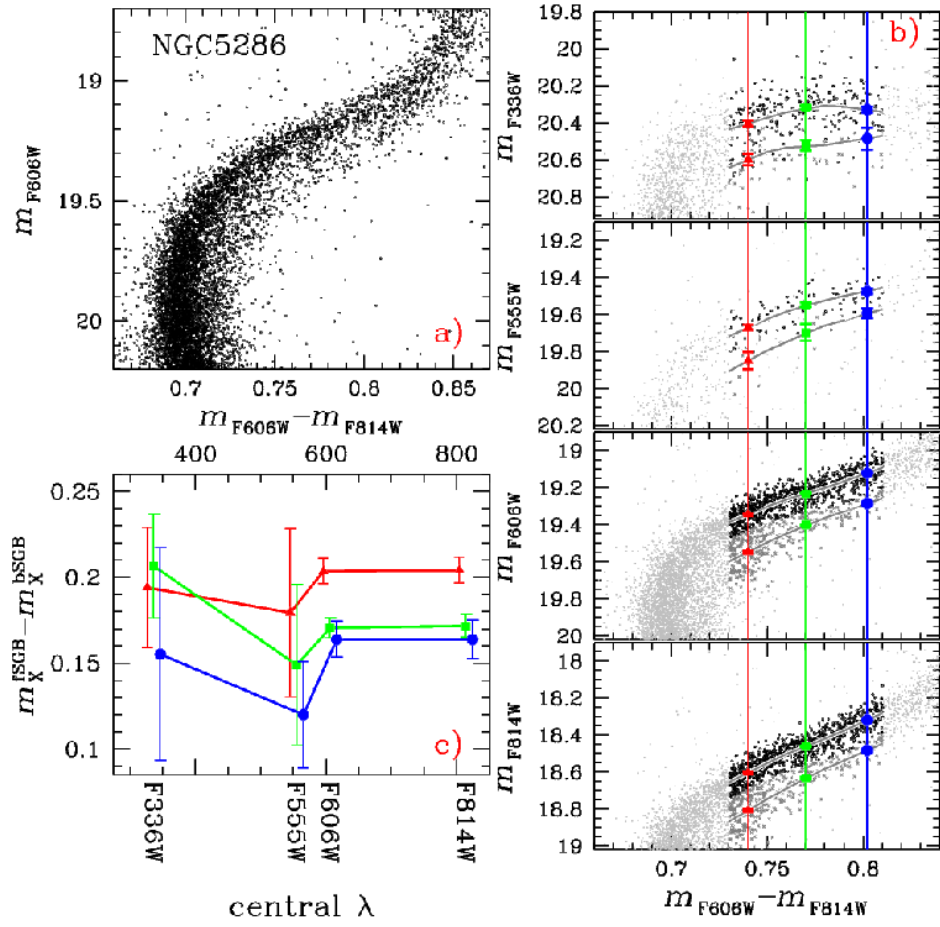 NGC5286
19
19.5
20
m_F606W
a)
0.7 0.75 0.8 0.85
m_F606W−m_F814W
400 600 800
0.25
0.2
0.15
0.1
m_X^fSGB−m_X^bSGB
c)
F336W F555W F606W F814W
central λ
b)
19.8
20
20.2
20.4
20.6
20.8
m_F336W
19.2
19.4
19.6
19.8
20
20.2
m_F555W
19
19.2
19.4
19.6
19.8
20
m_F606W
18
18.2
18.4
18.6
18.8
19
m_F814W
0.7 0.8
m_F606W−m_F814W